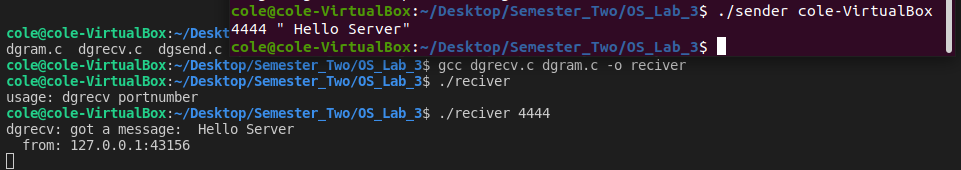 cole@cole-VirtualBox:~/Deskt
dgram.c  dgrecv.c  dgsend.c
cole@cole-VirtualBox:~/Desktop/Semester_Two/OS_Lab_3$ gcc dgrecv.c dgram.c -o reciver
cole@cole-VirtualBox:~/Desktop/Semester_Two/OS_Lab_3$ ./reciver
usage: dgrecv portnumber
cole@cole-VirtualBox:~/Desktop/Semester_Two/OS_Lab_3$ ./reciver 4444
dgrecv: got a message:  Hello Server
  from: 127.0.0.1:43156
cole@cole-VirtualBox:~/Desktop/Semester_Two/OS_Lab_3$ ./sender cole-VirtualBox
4444 " Hello Server"
cole@cole-VirtualBox:~/Desktop/Semester_Two/OS_Lab_3$